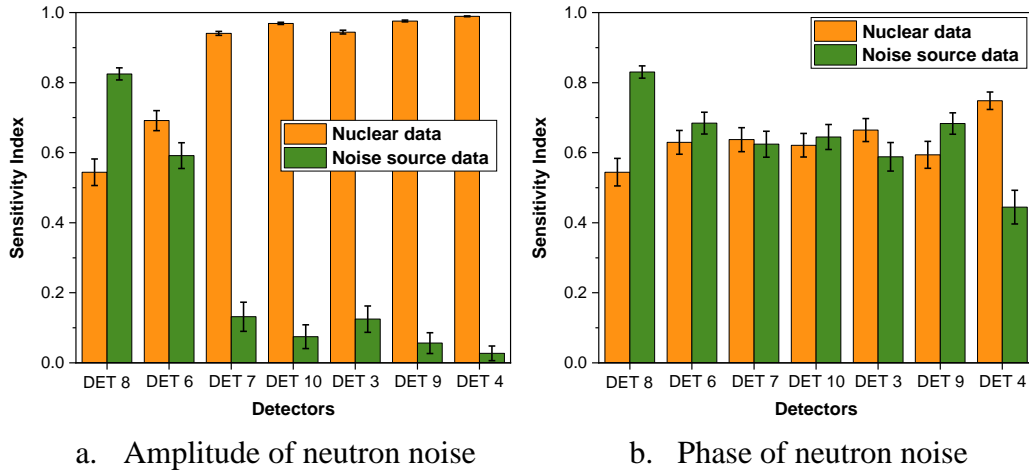 1.0
0.8
0.6
0.4
0.2
0.0
Sensitivity Index
Nuclear data
Noise source data
DET 8 DET 6 DET 7 DET 10 DET 3 DET 9 DET 4
Detectors
a. Amplitude of neutron noise
1.0
0.8
0.6
0.4
0.2
0.0
Sensitivity Index
Nuclear data
Noise source data
DET 8 DET 6 DET 7 DET 10 DET 3 DET 9 DET 4
Detectors
b. Phase of neutron noise